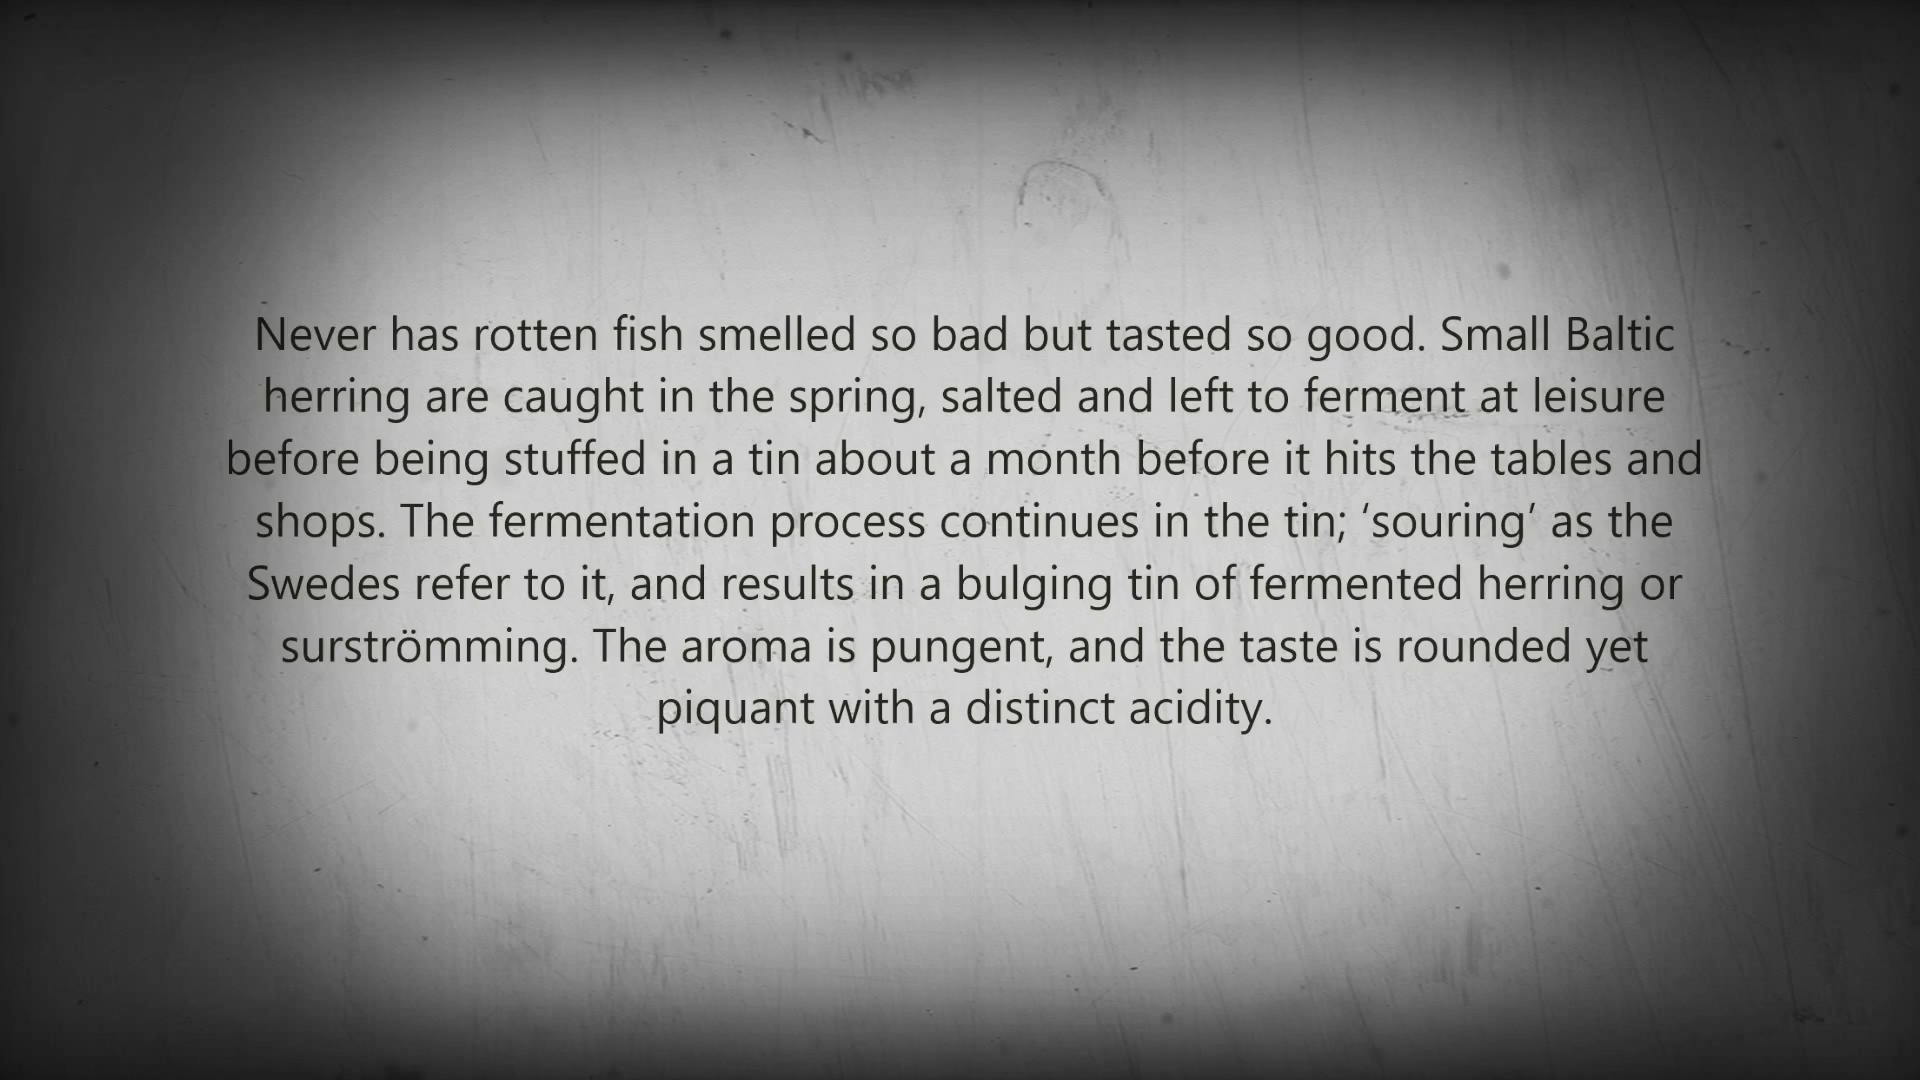 Never has rotten fish smelled so bad but tasted so good. Small Baltic
herring are caught in the spring, salted and left to ferment at leisure
before being stuffed in a tin about a month before it hits the tables and
shops. The fermentation process continues in the tin; ‘souring’ as the
Swedes refer to it, and results in a bulging tin of fermented herring or
surströmming. The aroma is pungent, and the taste is rounded yet
piquant with a distinct acidity.